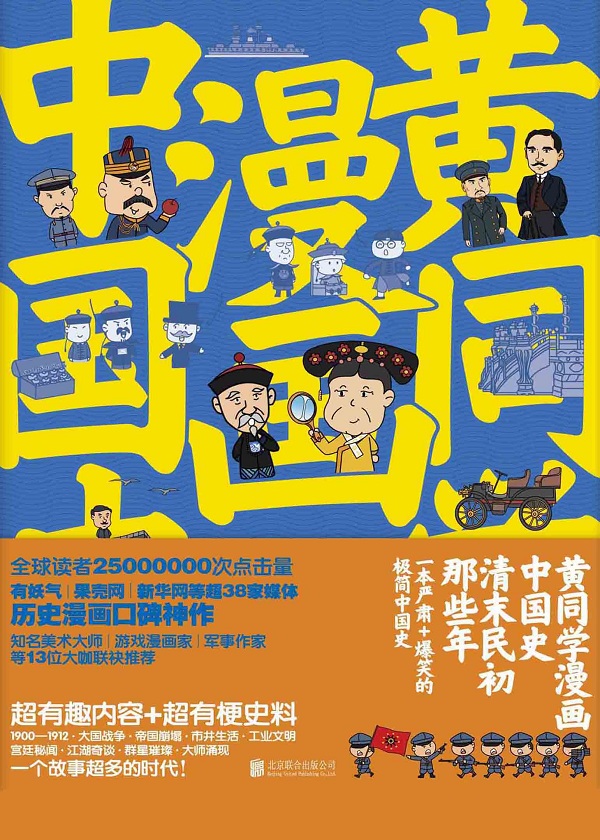 黄同
漫画
中国
全球读者25000000次点击量
有妖气|果壳网|新华网等超38家媒体
历史漫画口碑神作
知名美术大师|游戏漫画家|军事作家
等13位大咖联袂推荐
黄同学漫画
中国史
清末民初
那些年
一本严肃+爆笑的
极简中国史
超有趣内容+超有梗史料
1900—1912·大国战争·帝国崩塌·市井生活·工业文明
宫廷秘闻·江湖奇谈·群星璀璨·大师涌现
一个故事超多的时代！
北京联合出版公司
Beijing United Publishing Co.,Ltd.